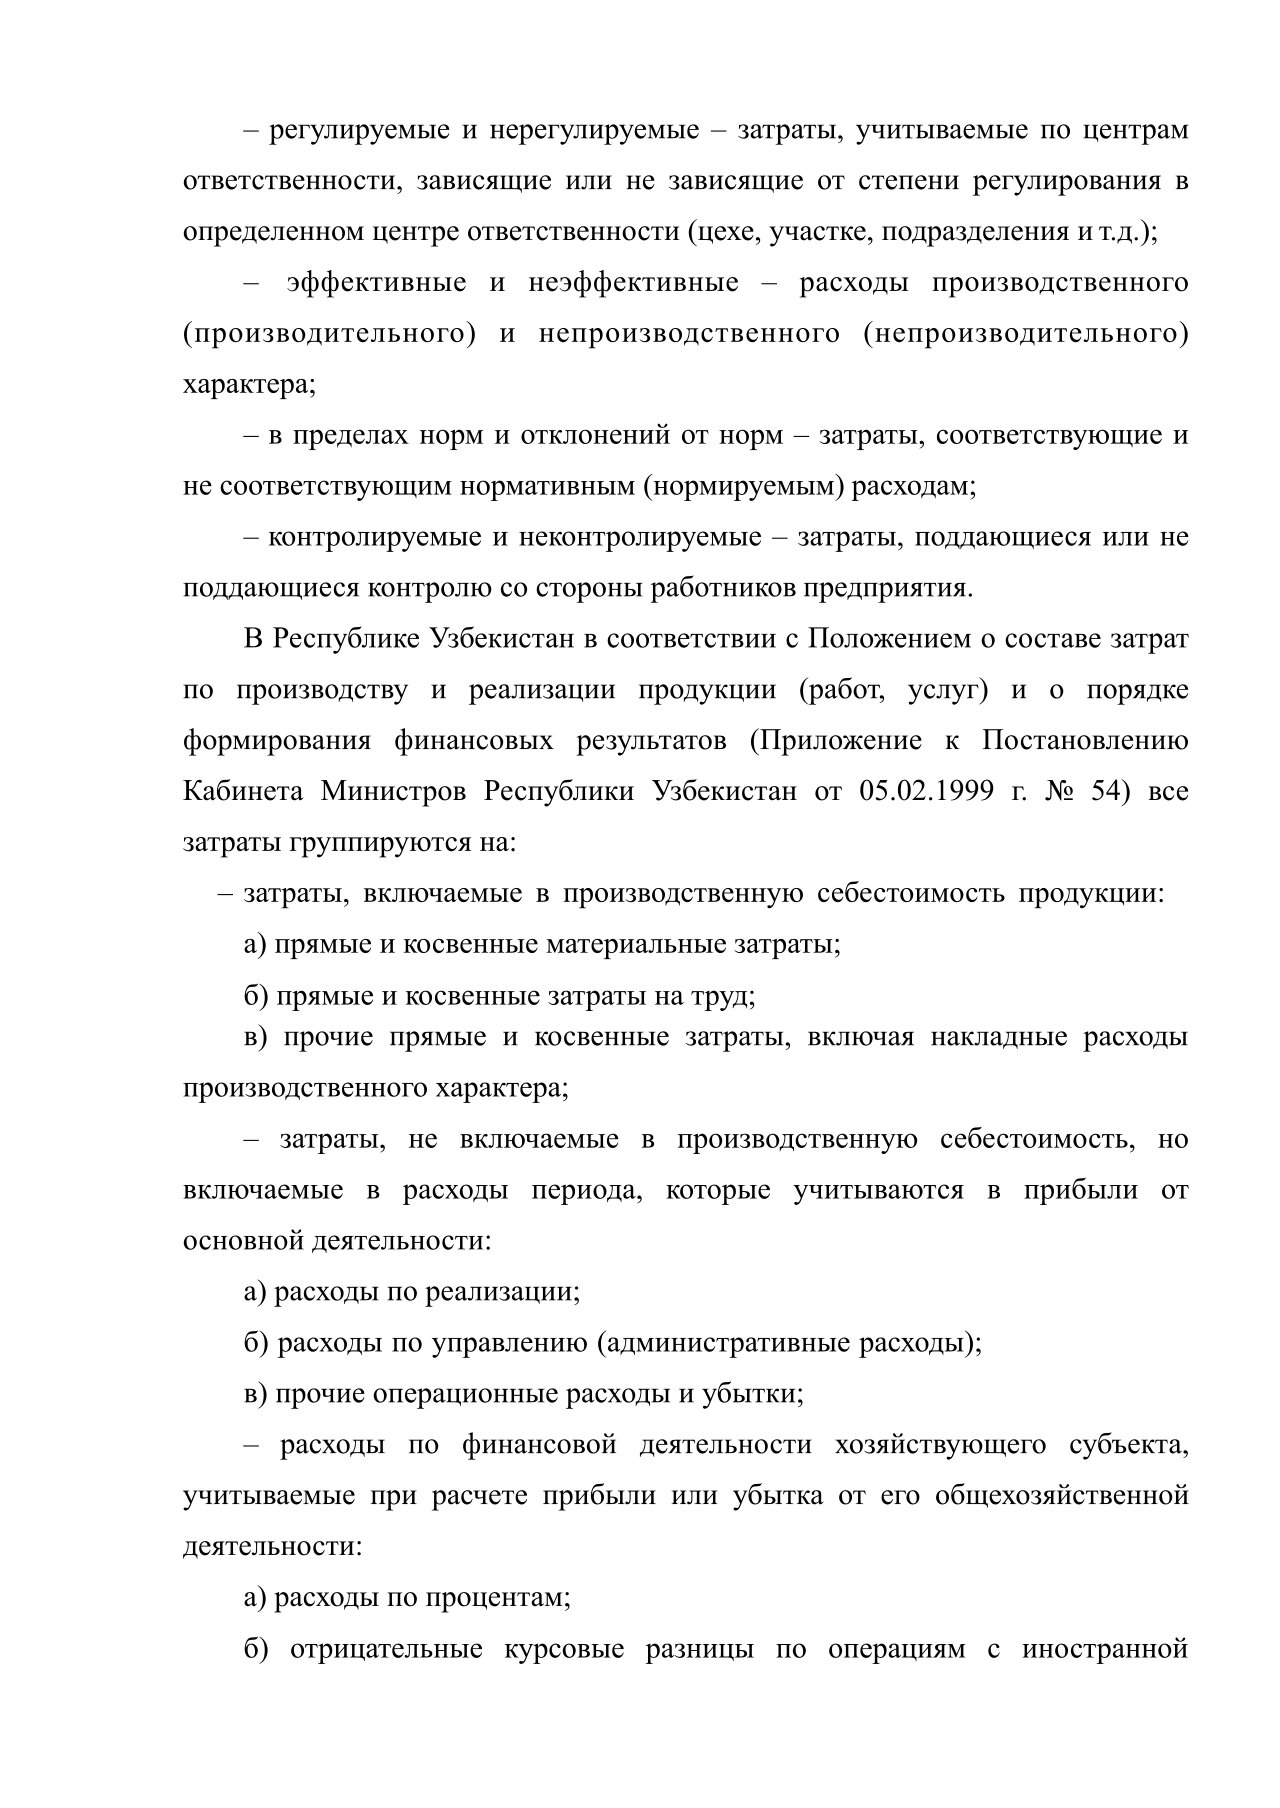 – регулируемые и нерегулируемые – затраты, учитываемые по центрам
ответственности, зависящие или не зависящие от степени регулирования в
определенном центре ответственности (цехе, участке, подразделения и т.д.);
– эффективные и неэффективные – расходы производственного
(производительного) и непроизводственного (непроизводительного)
характера;
– в пределах норм и отклонений от норм – затраты, соответствующие и
не соответствующим нормативным (нормируемым) расходам;
– контролируемые и неконтролируемые – затраты, поддающиеся или не
поддающиеся контролю со стороны работников предприятия.
В Республике Узбекистан в соответствии с Положением о составе затрат
по производству и реализации продукции (работ, услуг) и о порядке
формирования финансовых результатов (Приложение к Постановлению
Кабинета Министров Республики Узбекистан от 05.02.1999 г. № 54) все
затраты группируются на:
– затраты, включаемые в производственную себестоимость продукции:
а) прямые и косвенные материальные затраты;
б) прямые и косвенные затраты на труд;
в) прочие прямые и косвенные затраты, включая накладные расходы
производственного характера;
– затраты, не включаемые в производственную себестоимость, но
включаемые в расходы периода, которые учитываются в прибыли от
основной деятельности:
а) расходы по реализации;
б) расходы по управлению (административные расходы);
в) прочие операционные расходы и убытки;
– расходы по финансовой деятельности хозяйствующего субъекта,
учитываемые при расчете прибыли или убытка от его общехозяйственной
деятельности:
а) расходы по процентам;
б) отрицательные курсовые разницы по операциям с иностранной